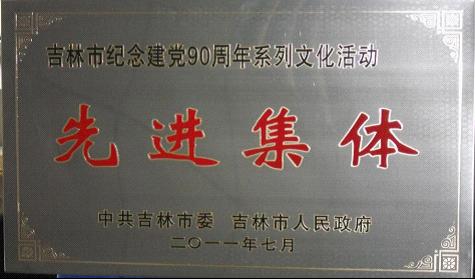 吉林市纪念建党90周年系列文化活动
先进集体
中共吉林市委 吉林市人民政府
二〇一一年七月